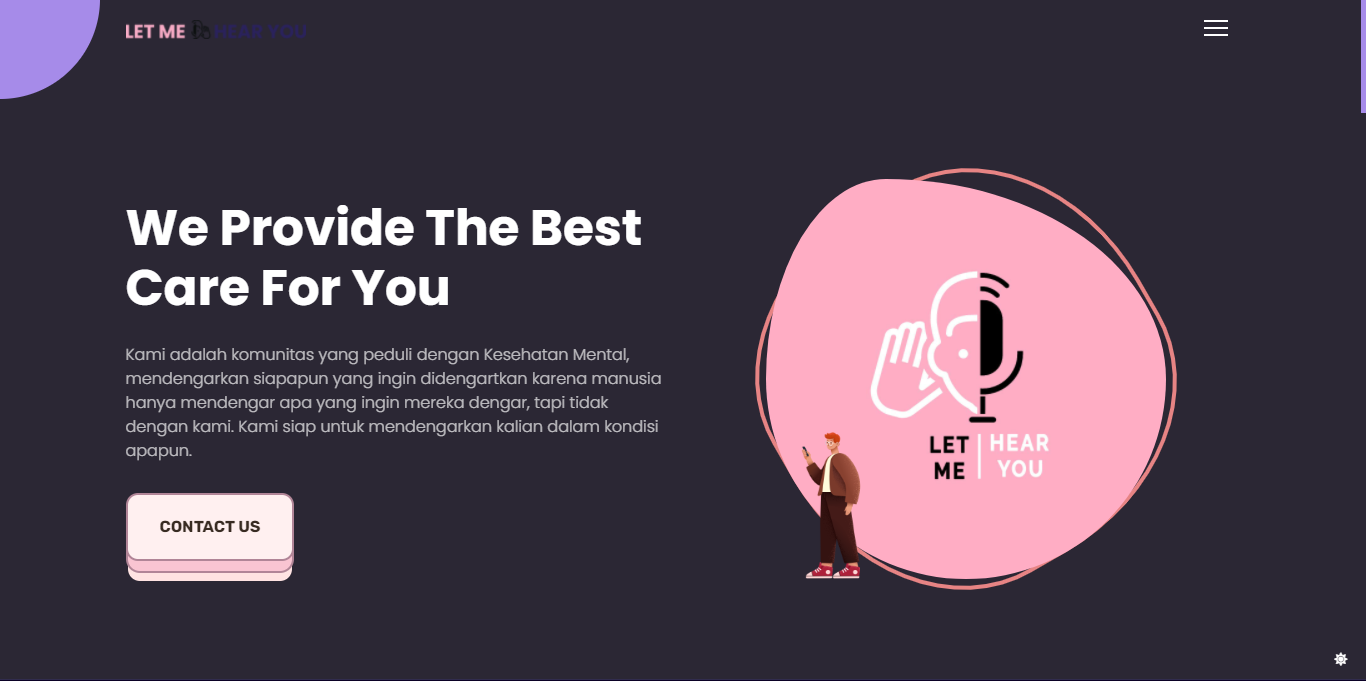 LET ME HEAR YOU
We Provide The Best
Care For You
Kami adalah komunitas yang peduli dengan Kesehatan Mental,
mendengarkan siapapun yang ingin didengartkan karena manusia
hanya mendengar apa yang ingin mereka dengar, tapi tidak
dengan kami. Kami siap untuk mendengarkan kalian dalam kondisi
apapun.
CONTACT US
LET
ME
HEAR
YOU